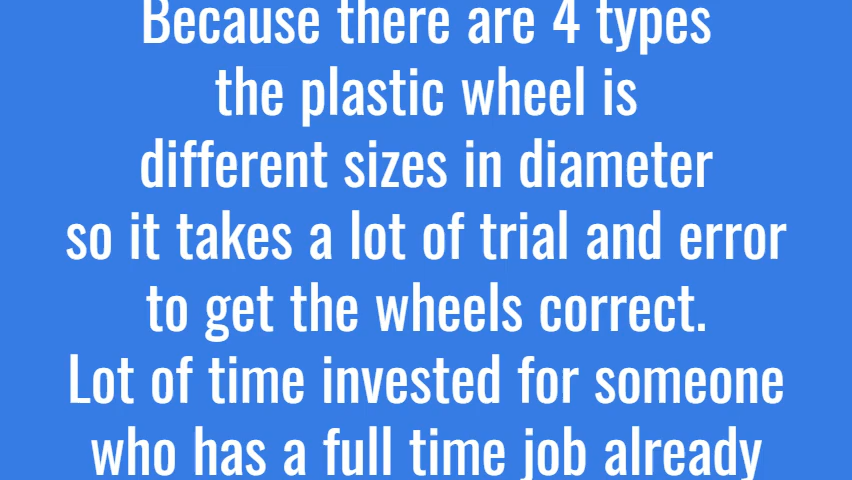 Because there are 4 types
the plastic wheel is
different sizes in diameter
so it takes a lot of trial and error
to get the wheels correct.
Lot of time invested for someone
who has a full time job already